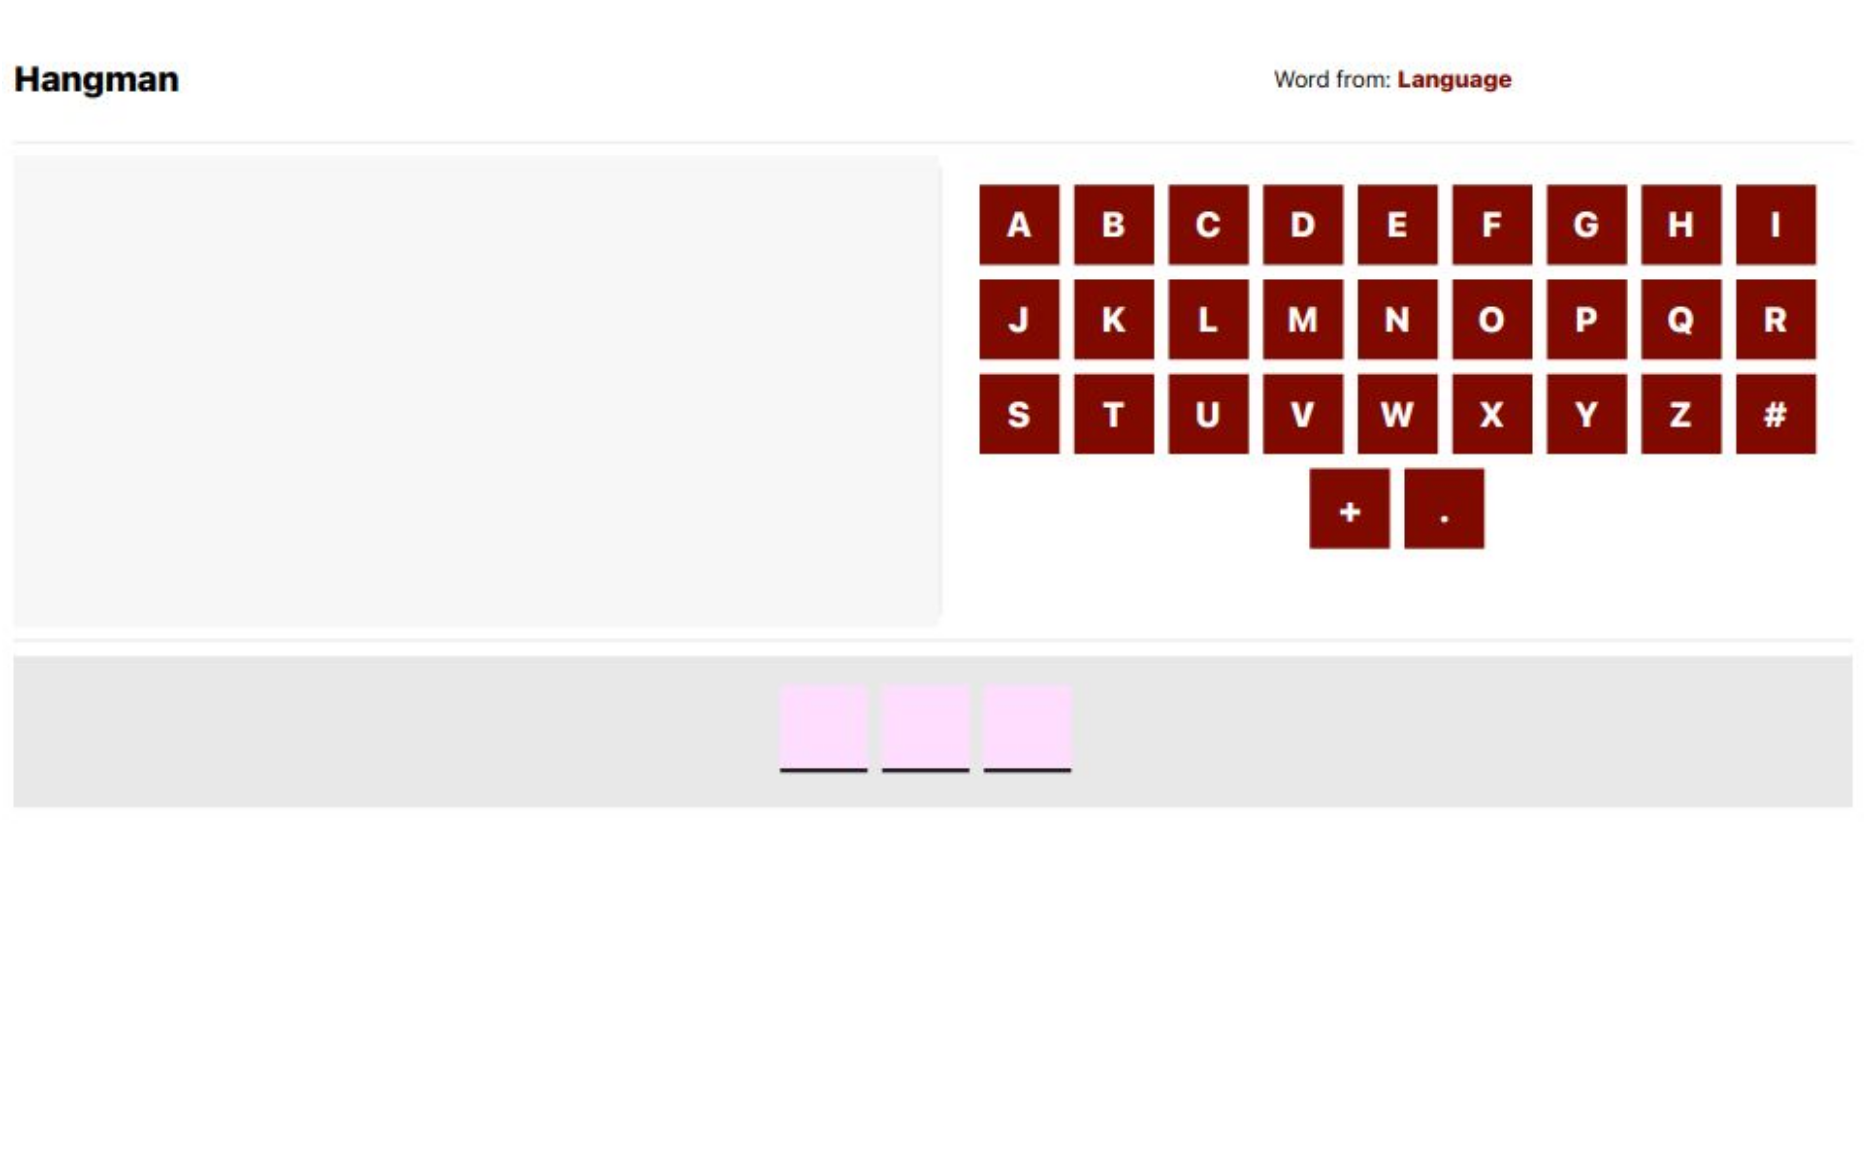 Hangman
Word from: Language
A B C D E F G H I
J K L M N O P Q R
S T U V W X Y Z #
+ .